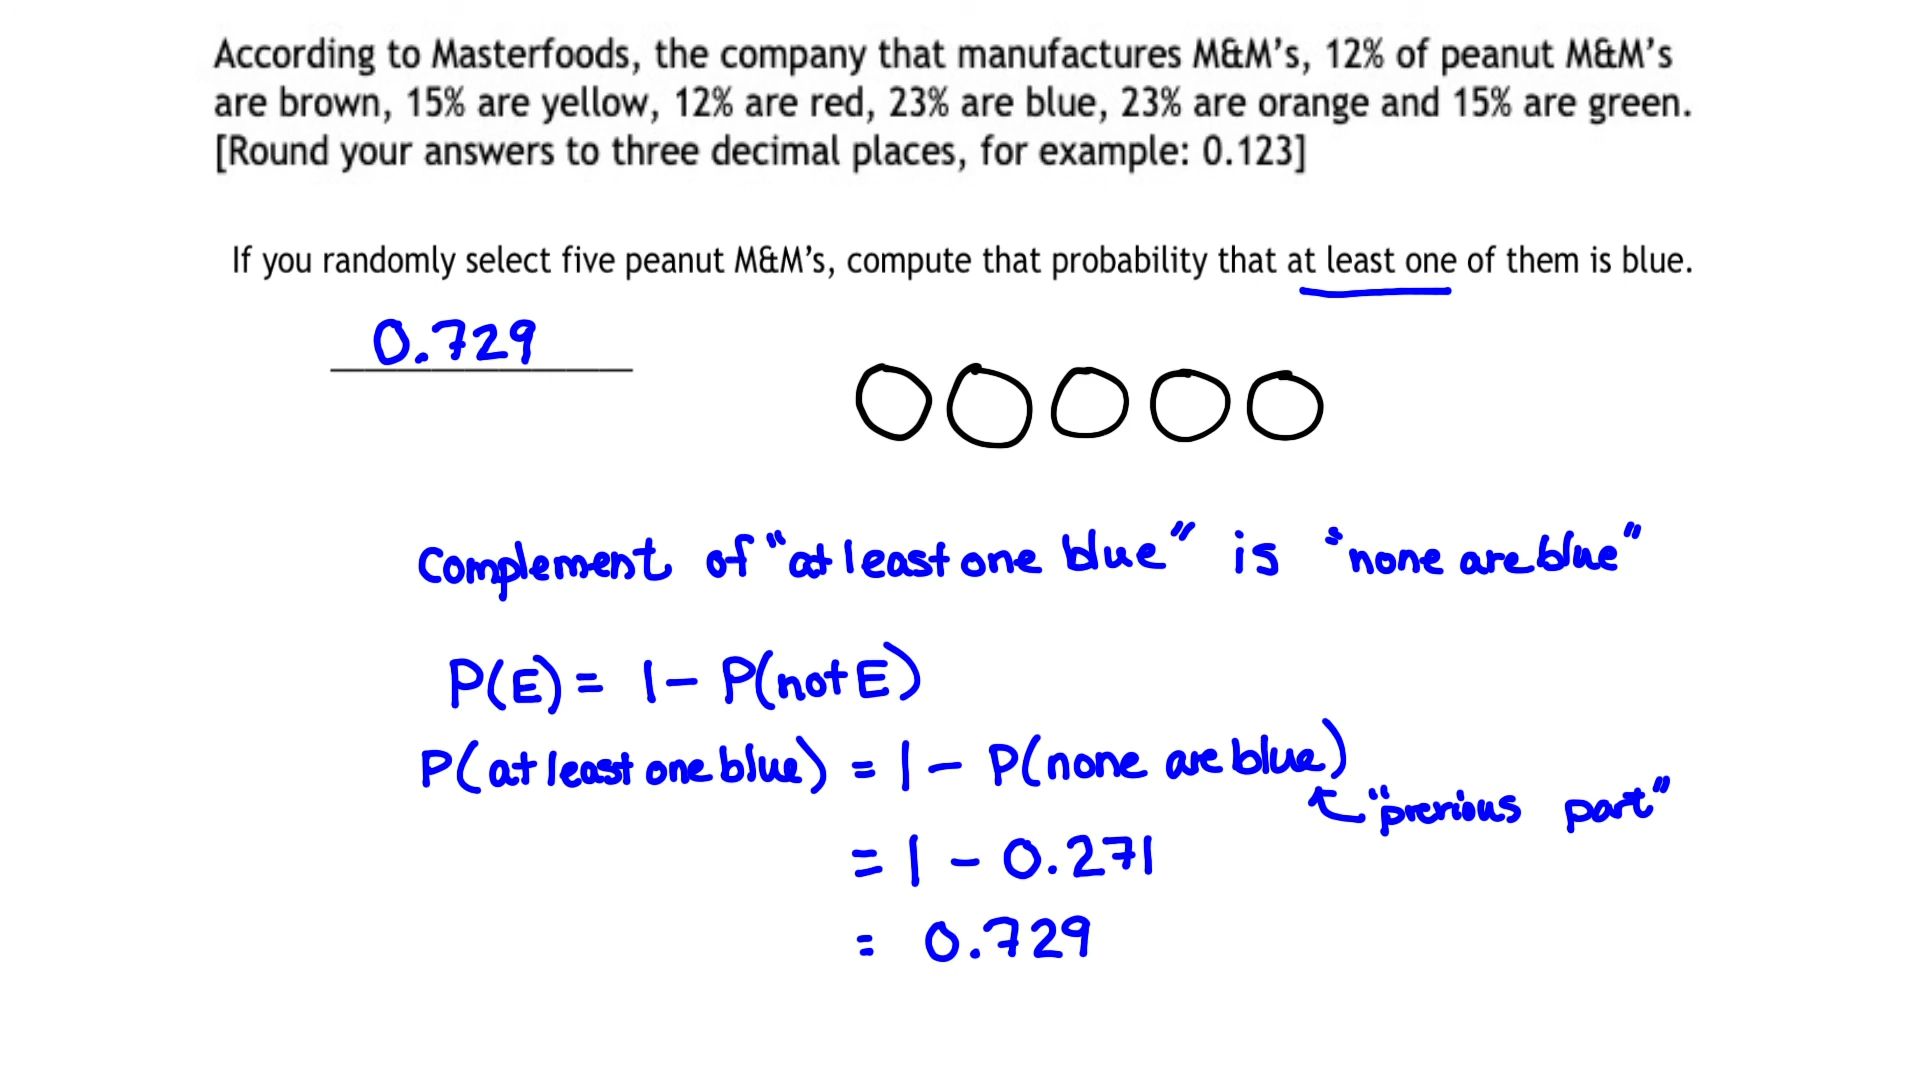 According to Masterfoods, the company that manufactures M&M's, 12% of peanut M&M's
are brown, 15% are yellow, 12% are red, 23% are blue, 23% are orange and 15% are green.
[Round your answers to three decimal places, for example: 0.123]
If you randomly select five peanut M&M's, compute that probability that at least one of them is blue.
0.729
Complement of "at least one blue" is "none are blue"
P(E) = 1 - P(not E)
P(at least one blue) = 1 - P(none are blue)
"previous part"
= 1 - 0.271
= 0.729